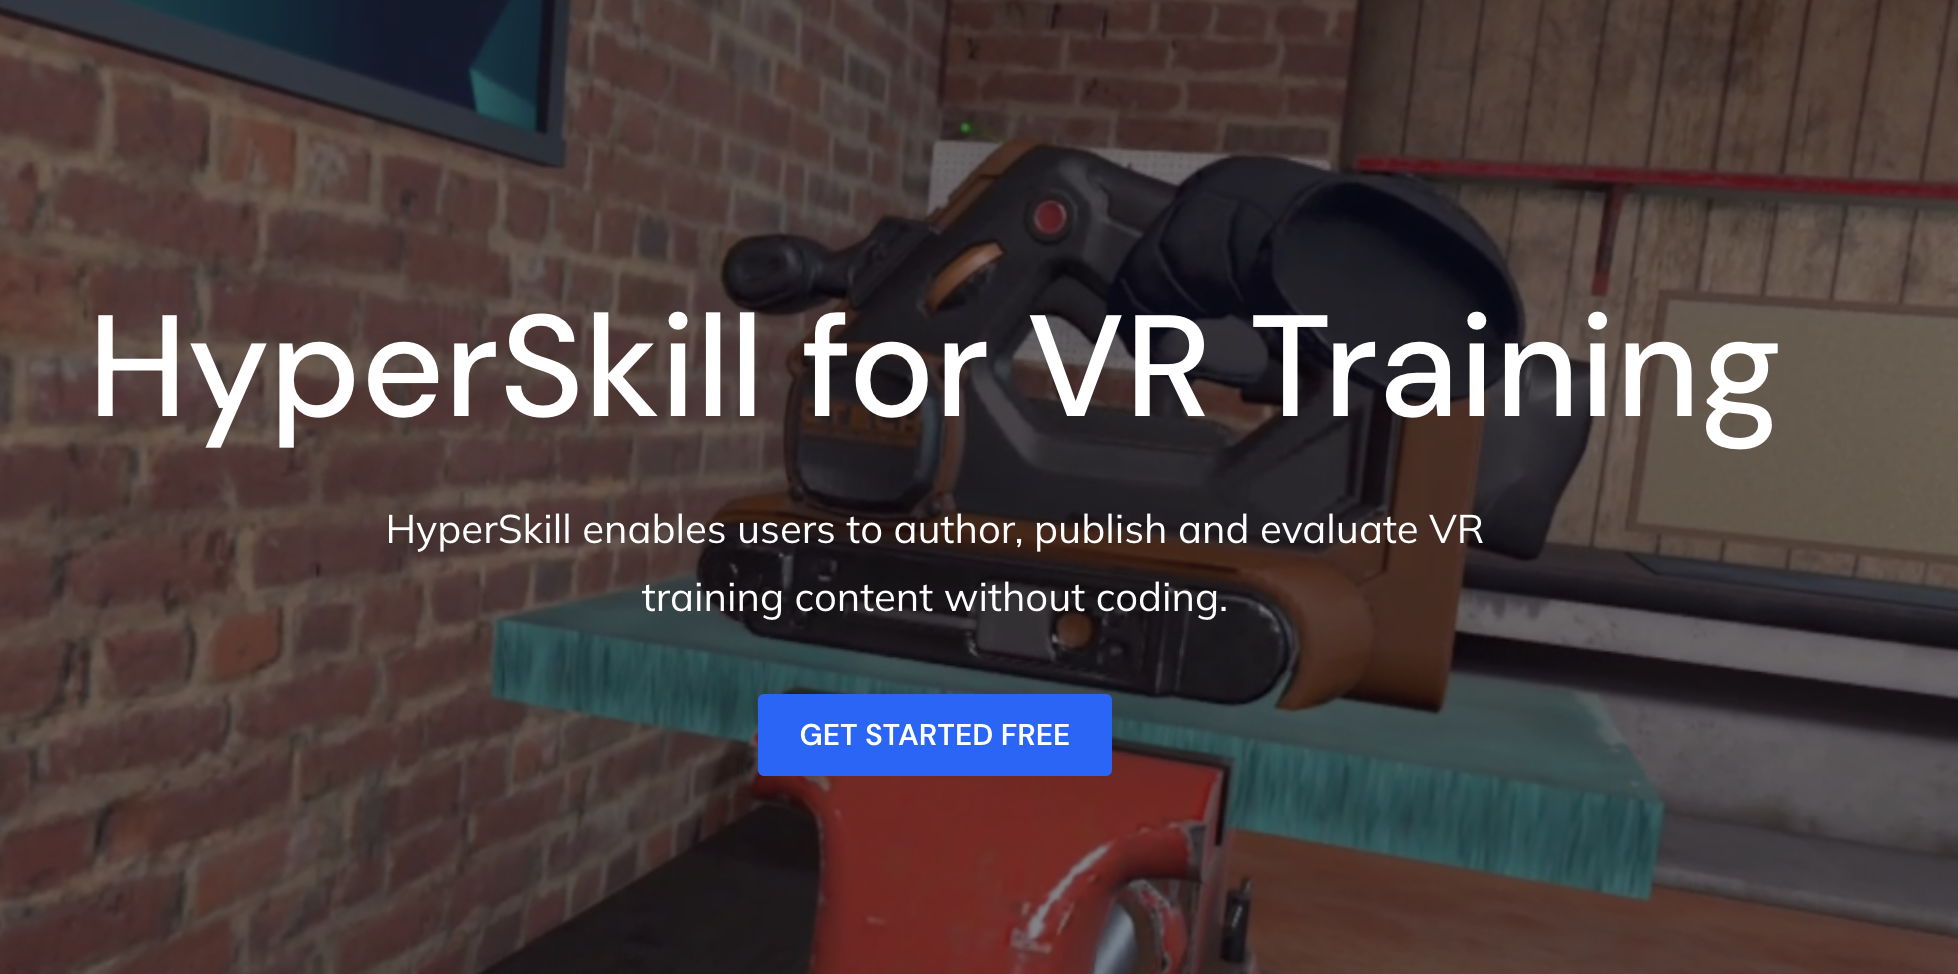 HyperSkill for VR Training
HyperSkill enables users to author, publish and evaluate VR
training content without coding.
GET STARTED FREE